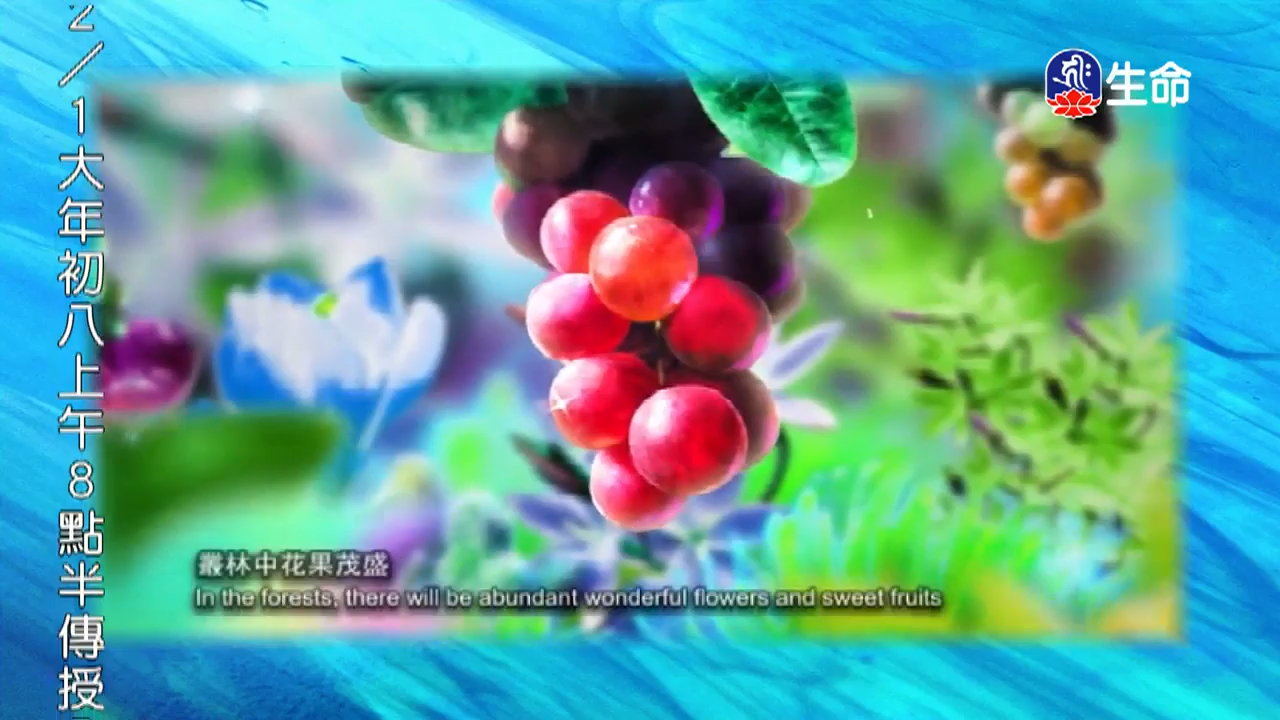 2/1大年初八上午8點半傳授
生命
叢林中花果茂盛
In the forests, there will be abundant wonderful flowers and sweet fruits